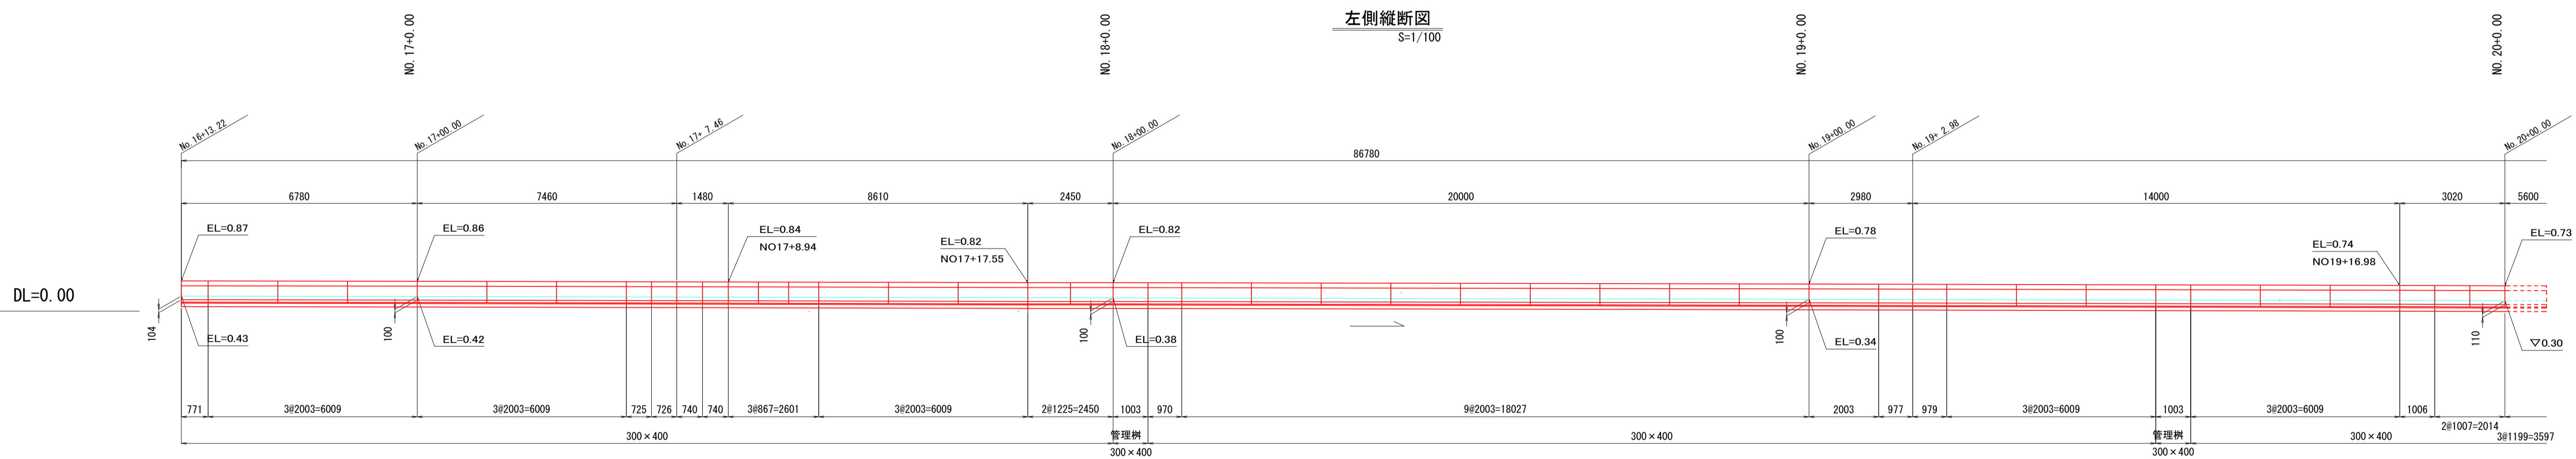 左側縦断図
S=1/100
NO.17+0.00
NO.18+0.00
NO.19+0.00
NO.20+0.00
No.16+13.22
No.17+00.00
No.17+ 7.46
No.18+00.00
No.19+00.00
No.19+ 2.98
No.20+00.00
86780
6780
7460
1480
8610
2450
20000
2980
14000
3020
5600
EL=0.87
EL=0.86
EL=0.84
NO17+8.94
EL=0.82
NO17+17.55
EL=0.82
EL=0.78
EL=0.74
NO19+16.98
EL=0.73
DL=0.00
104
100
100
100
110
EL=0.43
EL=0.42
EL=0.38
EL=0.34
▽0.30
771
3@2003=6009
3@2003=6009
725
726
740
740
3@867=2601
3@2003=6009
2@1225=2450
1003
970
9@2003=18027
2003
977
979
3@2003=6009
1003
3@2003=6009
1006
2@1007=2014
3@1199=3597
300×400
管理桝
300×400
300×400
管理桝
300×400
300×400